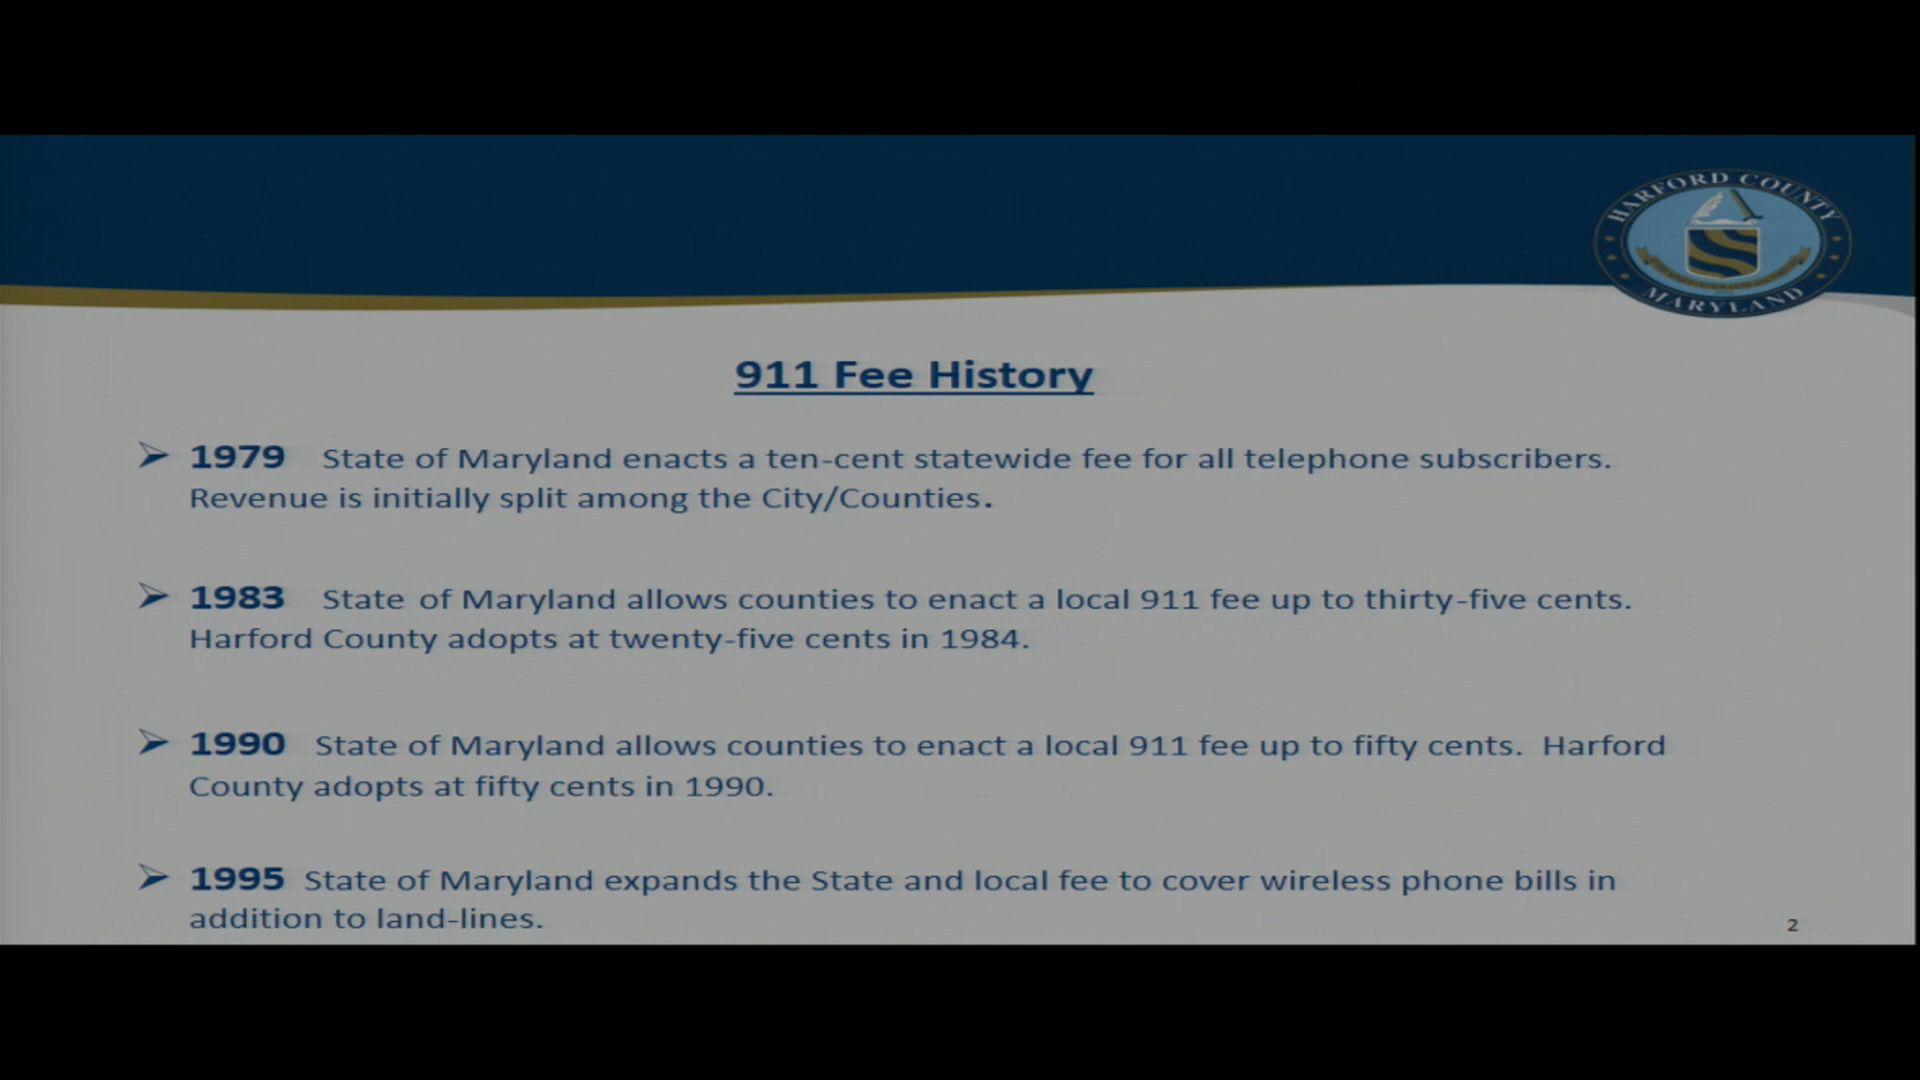 HARFORD COUNTY
MARYLAND
911 Fee History
➢ 1979 State of Maryland enacts a ten-cent statewide fee for all telephone subscribers.
Revenue is initially split among the City/Counties.
➢ 1983 State of Maryland allows counties to enact a local 911 fee up to thirty-five cents.
Harford County adopts at twenty-five cents in 1984.
➢ 1990 State of Maryland allows counties to enact a local 911 fee up to fifty cents. Harford
County adopts at fifty cents in 1990.
➢ 1995 State of Maryland expands the State and local fee to cover wireless phone bills in
addition to land-lines.
2